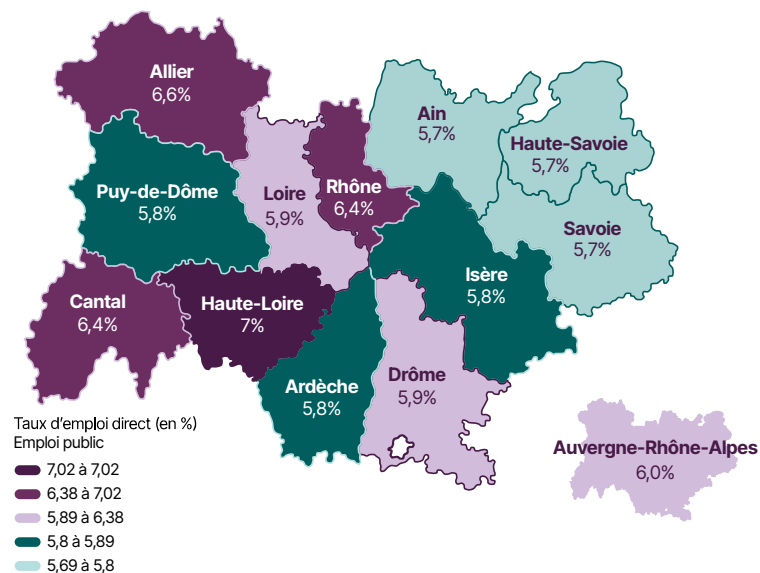 Allier
6,6%
Ain
5,7%
Haute-Savoie
5,7%
Puy-de-Dôme
5,8%
Loire
5,9%
Rhône
6,4%
Savoie
5,7%
Isère
5,8%
Cantal
6,4%
Haute-Loire
7%
Ardèche
5,8%
Drôme
5,9%
Taux d'emploi direct (en %)
Emploi public
7,02 à 7,02
6,38 à 7,02
5,89 à 6,38
5,8 à 5,89
5,69 à 5,8
Auvergne-Rhône-Alpes
6,0%